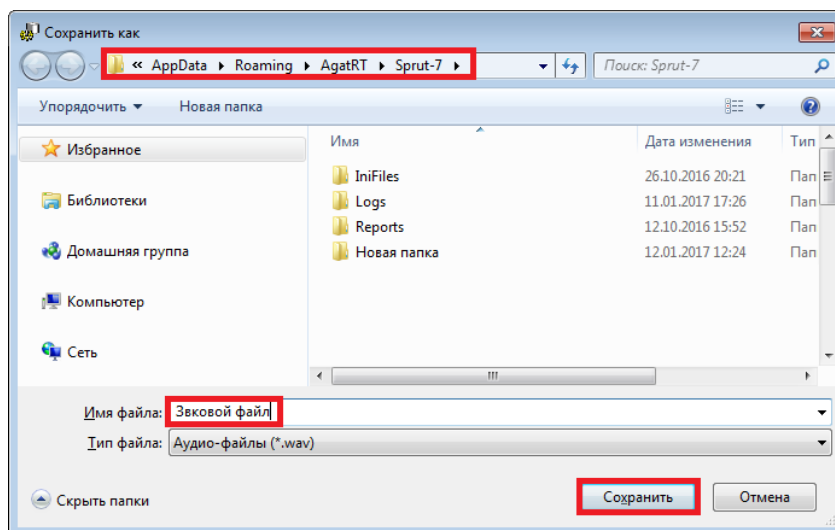 Сохранить как
« AppData Roaming AgatRT Sprut-7 Поиск: Sprut-7
Упорядочить Новая папка
Имя Дата изменения Тип
Избранное
IniFiles 26.10.2016 20:21 Пап
Библиотеки
Logs 11.01.2017 17:26 Пап
Reports 12.10.2016 15:52 Пап
Домашняя группа
Новая папка 12.01.2017 12:24 Пап
Компьютер
Сеть
Имя файла: Звковой файл
Тип файла: Аудио-файлы (*.wav)
Скрыть папки Сохранить Отмена